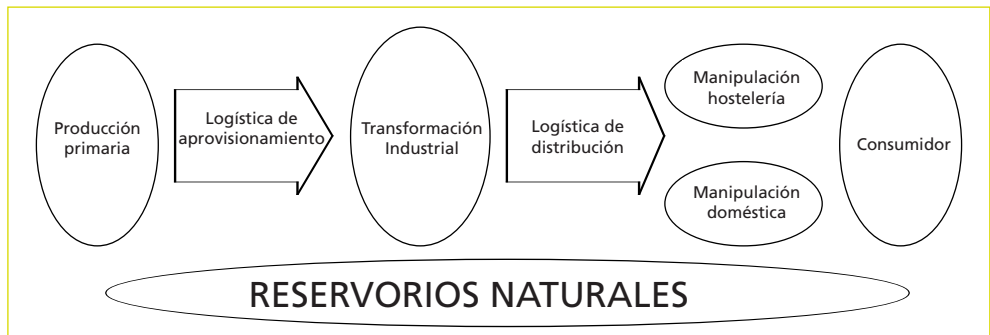 Producción
primaria
Logística de
aprovisionamiento
Transformación
Industrial
Logística de
distribución
Manipulación
hostelería
Manipulación
doméstica
Consumidor
RESERVORIOS NATURALES